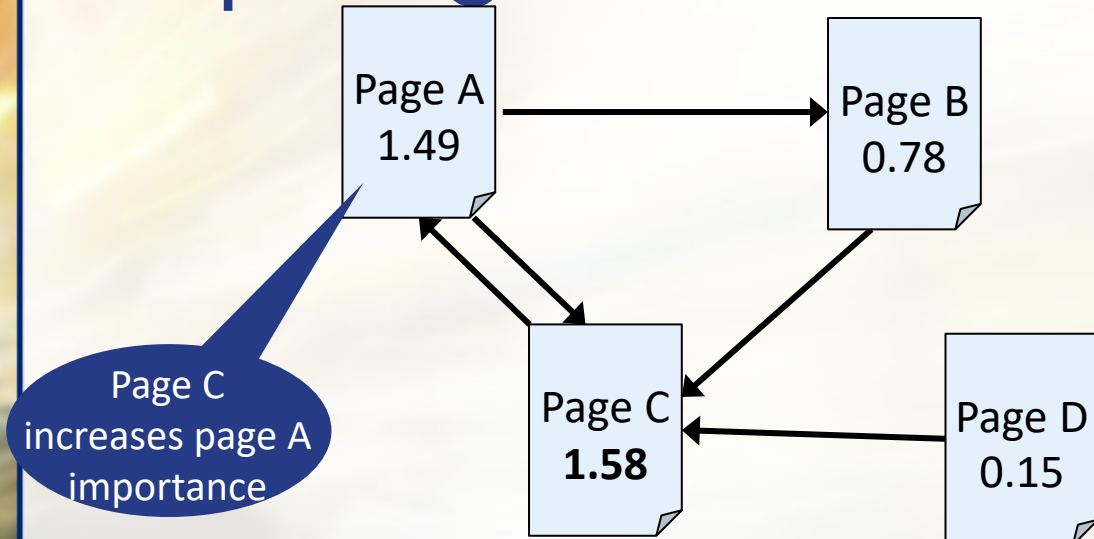 Page A
1.49
Page B
0.78
Page C
increases page A
importance
Page C
1.58
Page D
0.15